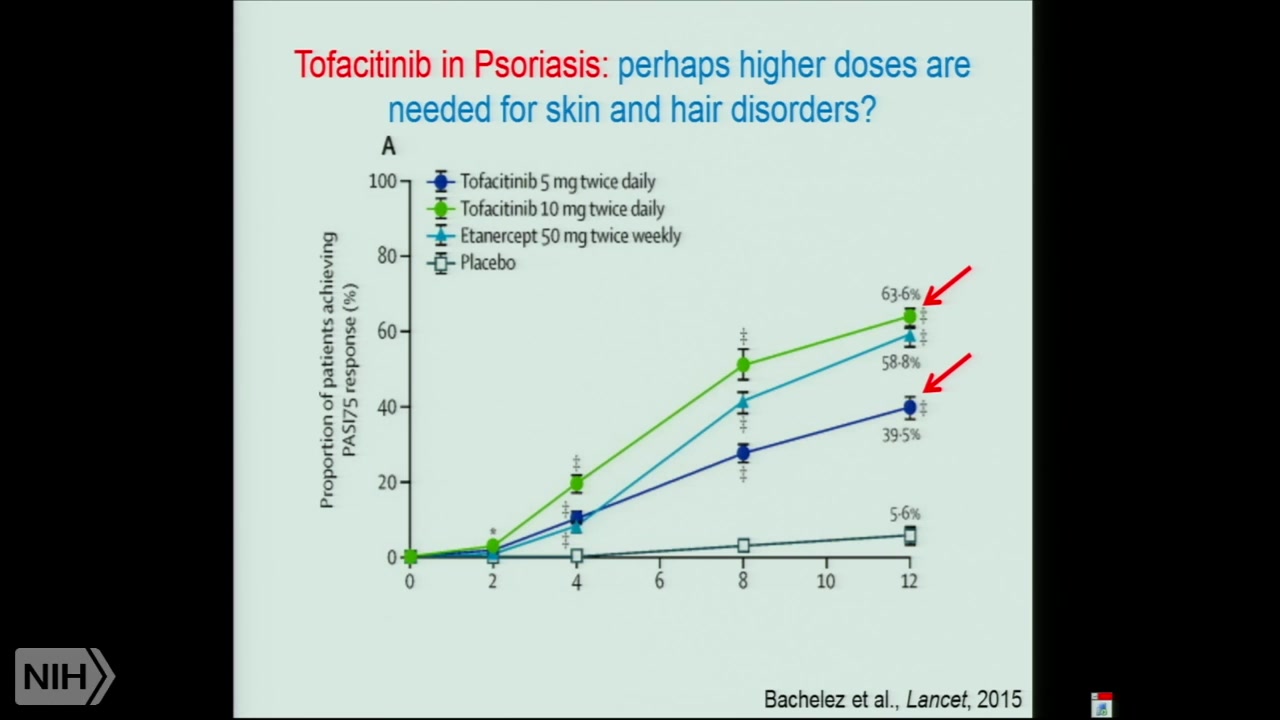 Tofacitinib in Psoriasis: perhaps higher doses are
needed for skin and hair disorders?
A
100
80
60
40
20
0
Proportion of patients achieving
PASI75 response (%)
Tofacitinib 5 mg twice daily
Tofacitinib 10 mg twice daily
Etanercept 50 mg twice weekly
Placebo
*
‡
‡
‡
‡
‡
‡
63·6%
‡
‡
58·8%
‡
39·5%
5·6%
0 2 4 6 8 10 12
Bachelez et al., Lancet, 2015
NIH